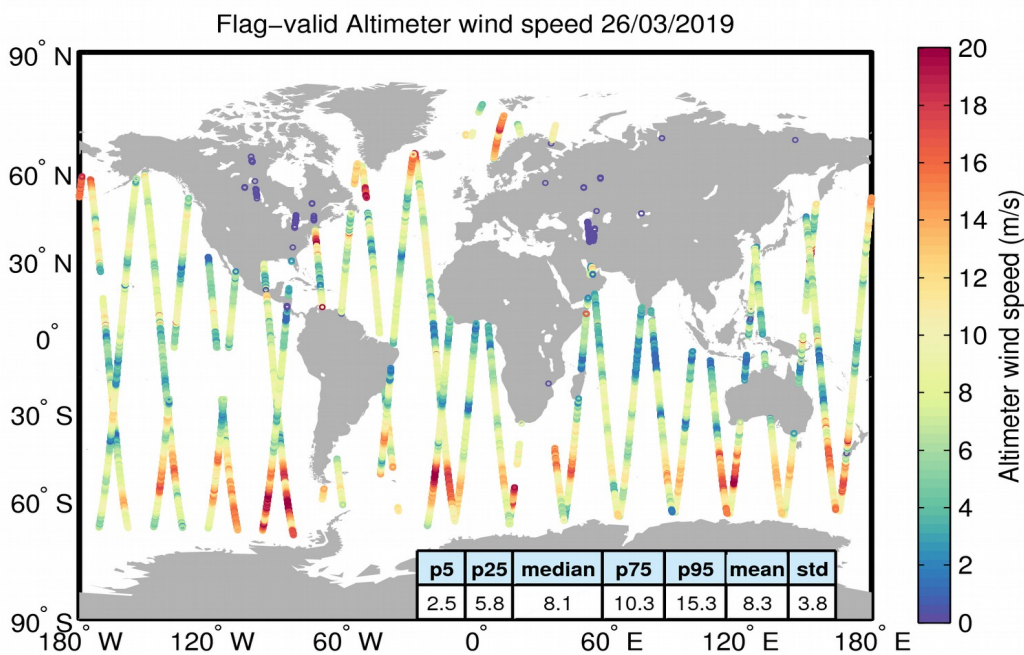 Flag−valid Altimeter wind speed 26/03/2019
90° N
60° N
30° N
0°
30° S
60° S
90° S
180° W
120° W
60° W
0°
60° E
120° E
180° E
p5 p25 median p75 p95 mean std
2.5 5.8 8.1 10.3 15.3 8.3 3.8
20
18
16
14
12
10
8
6
4
2
0
Altimeter wind speed (m/s)